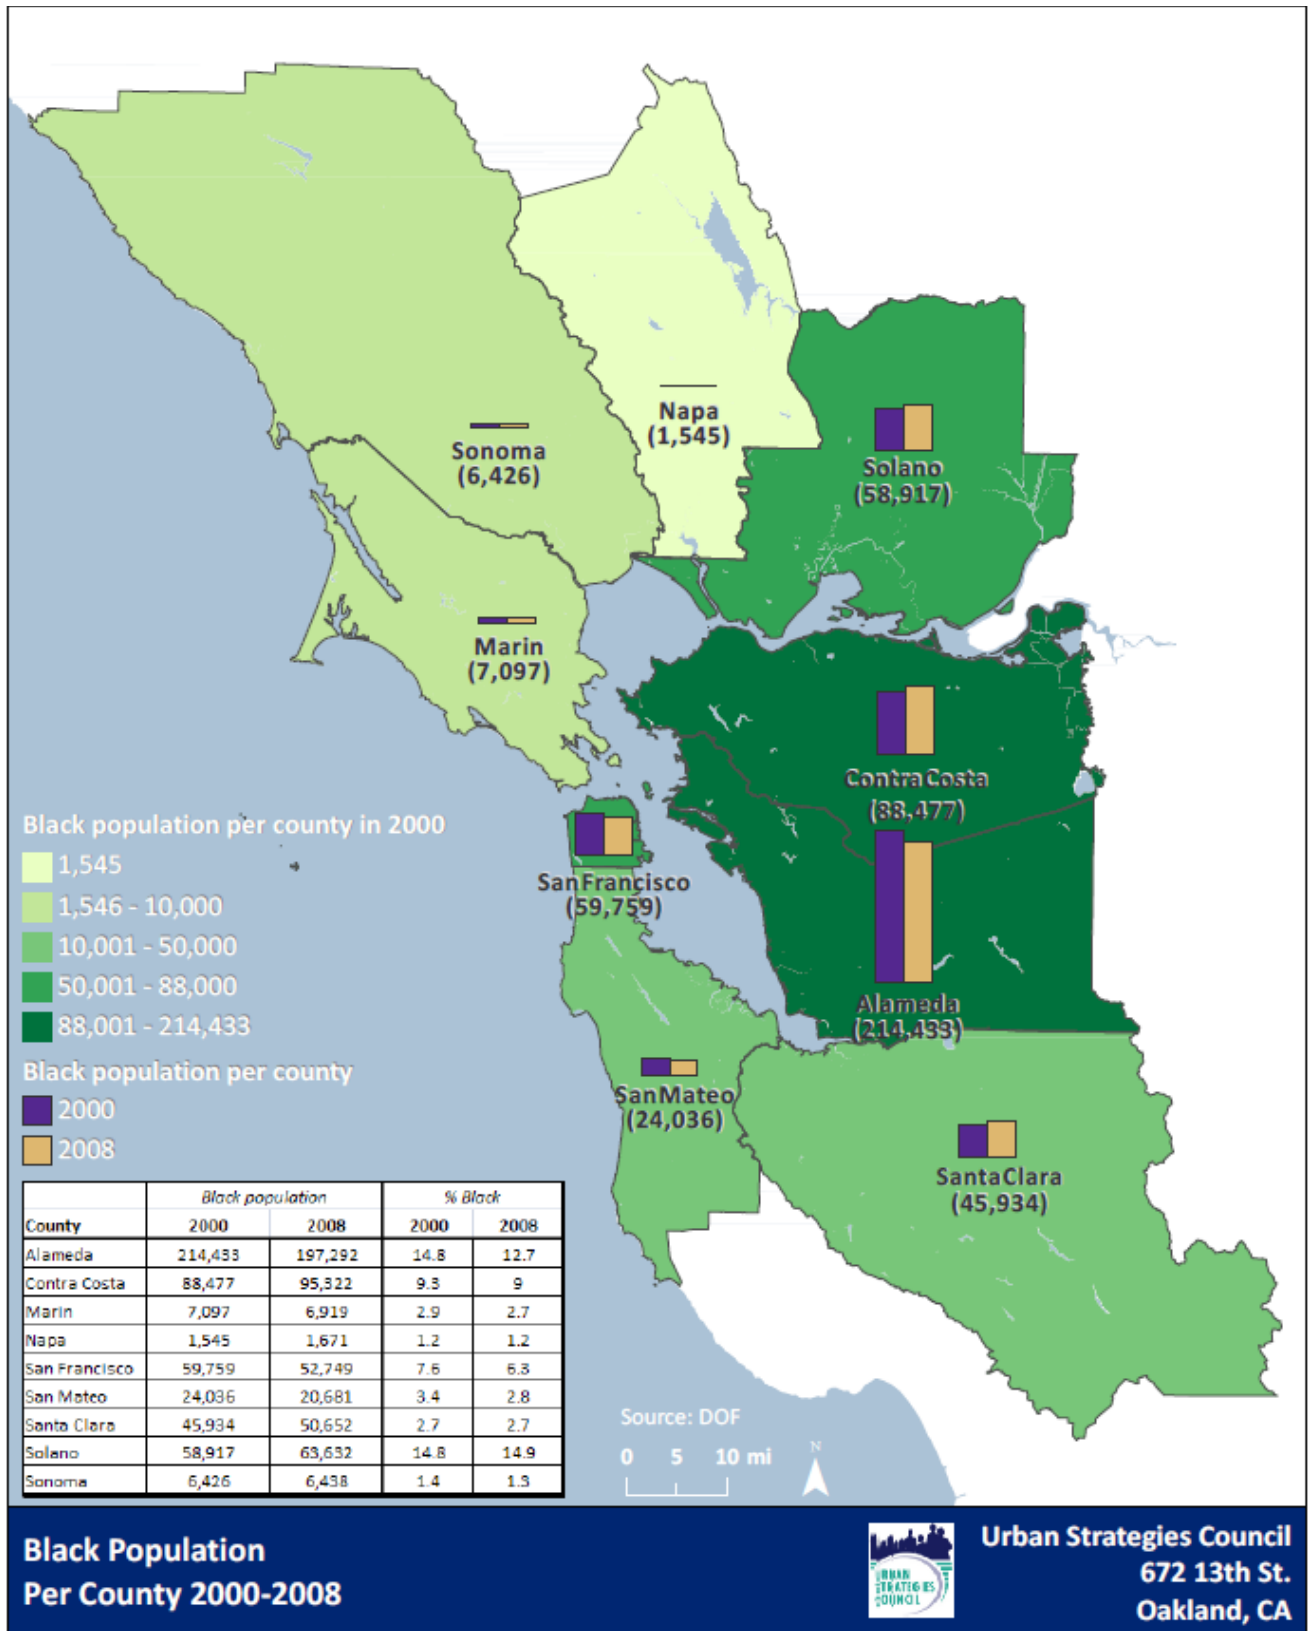 Napa
(1,545)
Sonoma
(6,426)
Solano
(58,917)
Marin
(7,097)
Contra Costa
(88,477)
San Francisco
(59,759)
Alameda
(214,433)
San Mateo
(24,036)
Santa Clara
(45,934)
Black population per county in 2000
1,545
1,546 - 10,000
10,001 - 50,000
50,001 - 88,000
88,001 - 214,433
Black population per county
2000
2008
Black population % Black
County 2000 2008 2000 2008
Alameda 214,433 197,292 14.8 12.7
Contra Costa 88,477 95,322 9.3 9
Marin 7,097 6,919 2.9 2.7
Napa 1,545 1,671 1.2 1.2
San Francisco 59,759 52,749 7.6 6.3
San Mateo 24,036 20,681 3.4 2.8
Santa Clara 45,934 50,652 2.7 2.7
Solano 58,917 63,632 14.8 14.9
Sonoma 6,426 6,438 1.4 1.3
Source: DOF
0 5 10 mi
N
Black Population
Per County 2000-2008
URBAN
STRATEGIES
COUNCIL
Urban Strategies Council
672 13th St.
Oakland, CA